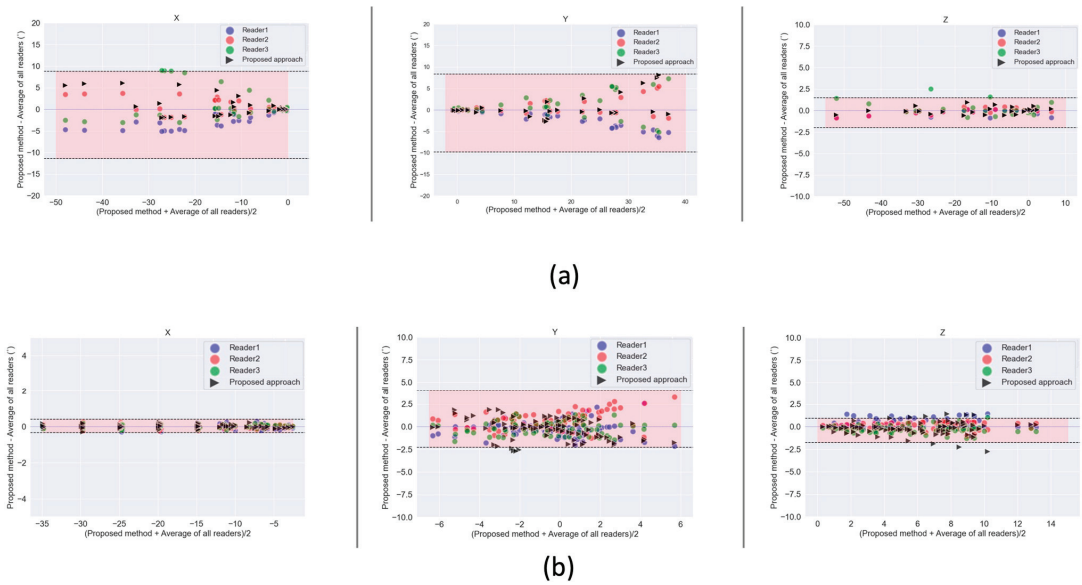 X
Y
Z
Proposed method - Average of all readers (°)
20
15
10
5
0
−5
−10
−15
−20
Reader1
Reader2
Reader3
Proposed approach
−50
−40
−30
−20
−10
0
(Proposed method + Average of all readers)/2
Proposed method - Average of all readers (°)
20
15
10
5
0
−5
−10
−15
−20
Reader1
Reader2
Reader3
Proposed approach
0
10
20
30
40
(Proposed method + Average of all readers)/2
Proposed method - Average of all readers (°)
10.0
7.5
5.0
2.5
0.0
−2.5
−5.0
−7.5
−10.0
Reader1
Reader2
Reader3
Proposed approach
−50
−40
−30
−20
−10
0
10
(Proposed method + Average of all readers)/2
(a)
X
Y
Z
Proposed method - Average of all readers (°)
4
2
0
−2
−4
Reader1
Reader2
Reader3
Proposed approach
−35
−30
−25
−20
−15
−10
−5
(Proposed method + Average of all readers)/2
Proposed method - Average of all readers (°)
10.0
7.5
5.0
2.5
0.0
−2.5
−5.0
−7.5
−10.0
Reader1
Reader2
Reader3
Proposed approach
−6
−4
−2
0
2
4
6
(Proposed method + Average of all readers)/2
Proposed method - Average of all readers (°)
10.0
7.5
5.0
2.5
0.0
−2.5
−5.0
−7.5
−10.0
Reader1
Reader2
Reader3
Proposed approach
0
2
4
6
8
10
12
14
(Proposed method + Average of all readers)/2
(b)